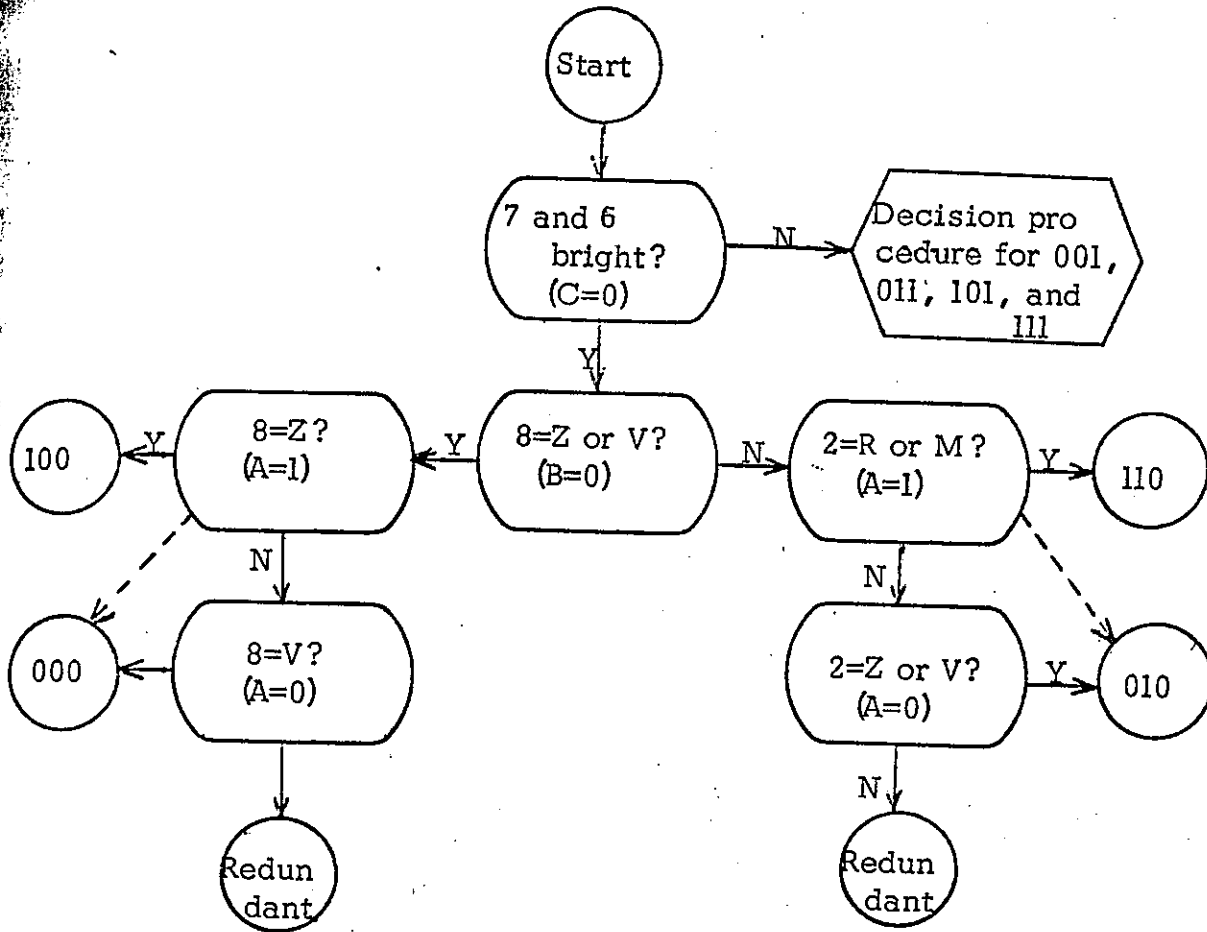 Start
7 and 6
bright?
(C=0)
N
Decision pro
cedure for 001,
011, 101, and
111
Y
100
Y
8=Z?
(A=1)
Y
8=Z or V?
(B=0)
N
2=R or M?
(A=1)
Y
110
N
N
000
8=V?
(A=0)
2=Z or V?
(A=0)
Y
010
N
Redun
dant
Redun
dant